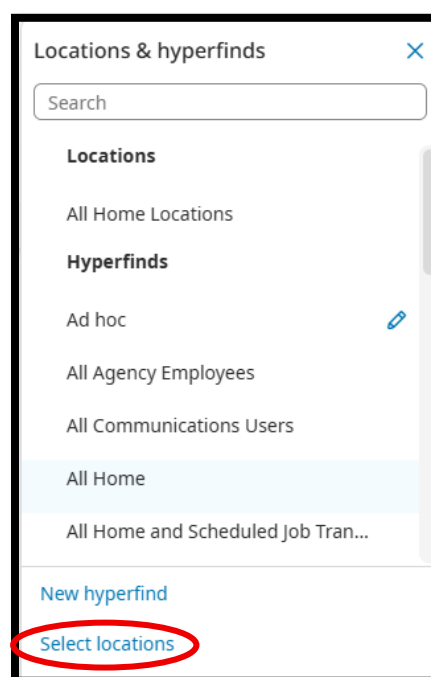 Locations & hyperfinds
Search
Locations
All Home Locations
Hyperfinds
Ad hoc
All Agency Employees
All Communications Users
All Home
All Home and Scheduled Job Tran...
New hyperfind
Select locations